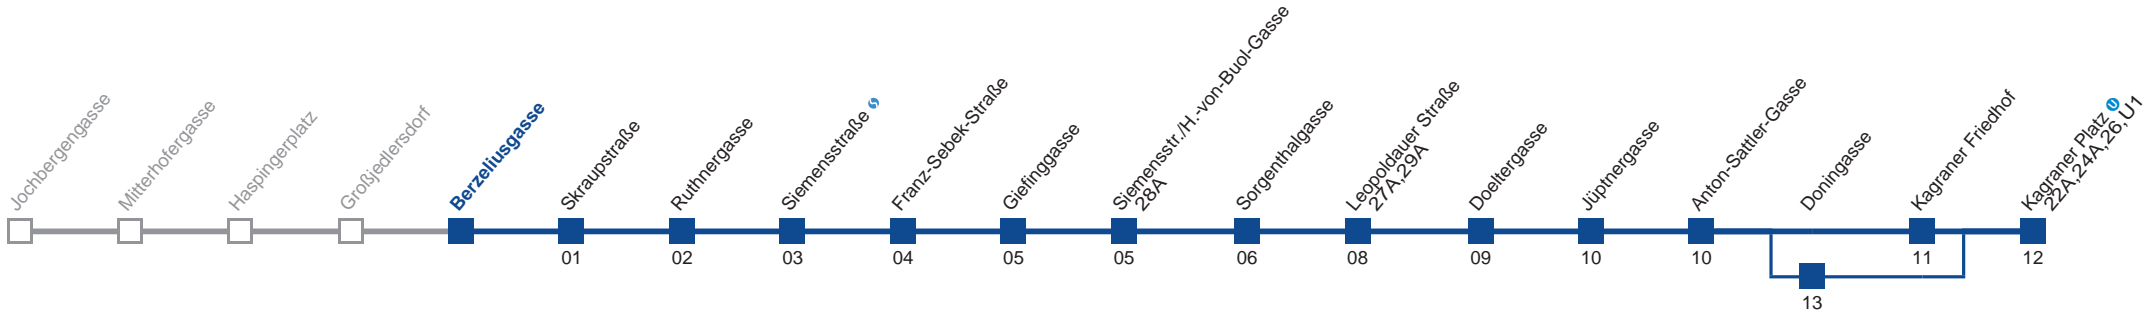 Jochbergengasse
Mitterhofergasse
Haspingerplatz
Großjedlersdorf
Berzeliusgasse
Skraupstraße
01
Ruthnergasse
02
Siemensstraße S
03
Franz-Sebek-Straße
04
Giefinggasse
05
Siemensstr./H.-von-Buol-Gasse
28A
05
Sorgenthalgasse
06
Leopoldauer Straße
27A,29A
08
Doeltergasse
09
Jüptnergasse
10
Anton-Sattler-Gasse
10
Doningasse
13
Kagraner Friedhof
11
Kagraner Platz U
22A,24A,26,U1
12